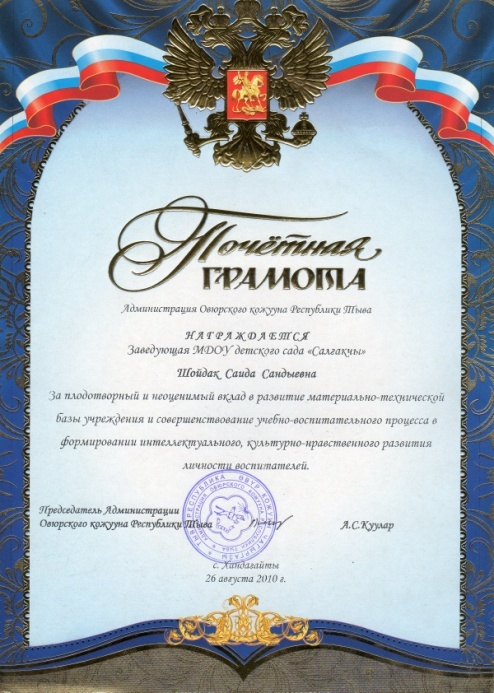 Почётная
ГРАМОТА
Администрация Овюрского кожууна Республики Тыва
НАГРАЖДАЕТСЯ
Заведующая МДОУ детского сада «Салгакчы»
Шойдак Саида Сандыевна
За плодотворный и неоценимый вклад в развитие материально-технической
базы учреждения и совершенствование учебно-воспитательного процесса в
формировании интеллектуального, культурно-нравственного развития
личности воспитателей.
Председатель Администрации
Овюрского кожууна Республики Тыва
А.С.Куулар
с. Хандагайты
26 августа 2010 г.